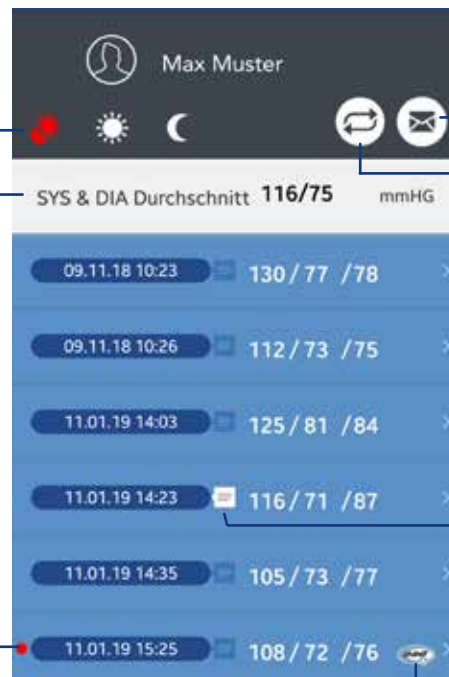 Max Muster
SYS & DIA Durchschnitt 116/75 mmHG
09.11.18 10:23 130/77 /78
09.11.18 10:26 112/73 /75
11.01.19 14:03 125/81 /84
11.01.19 14:23 116/71 /87
11.01.19 14:35 105/73 /77
11.01.19 15:25 108/72 /76